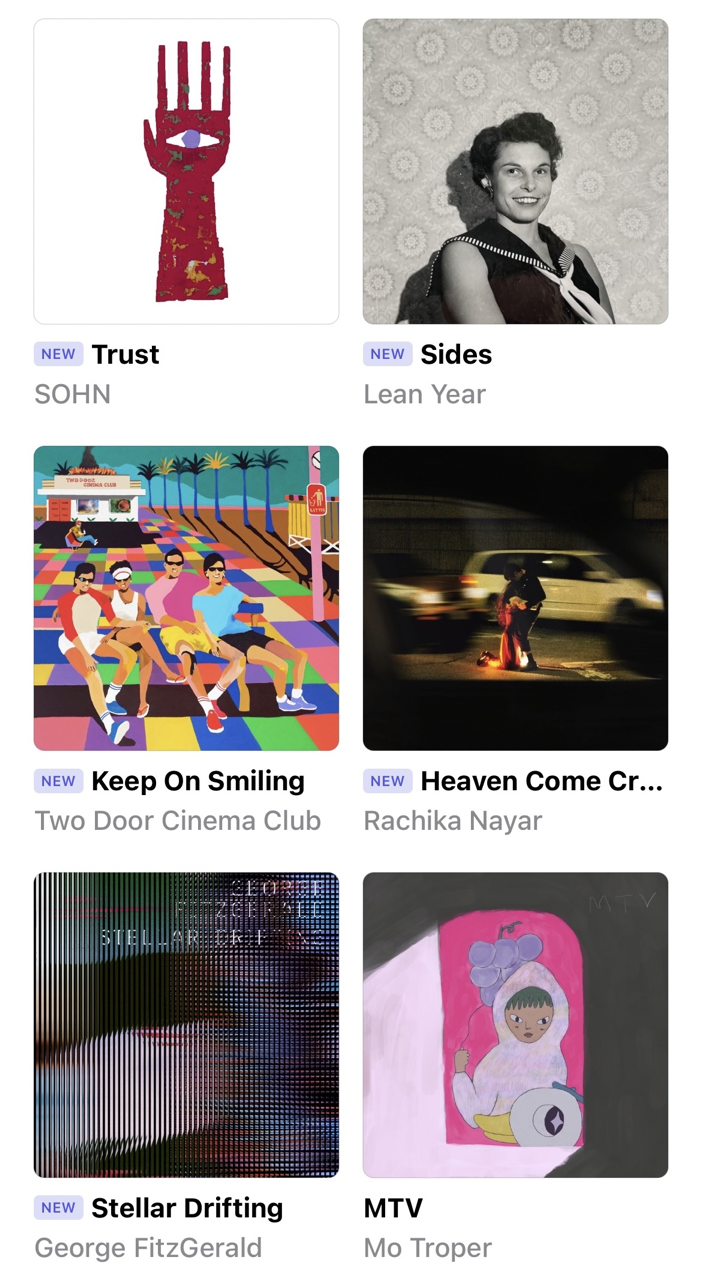 NEW Trust
SOHN
NEW Sides
Lean Year
TWO DOOR
CINEMA CLUB
LITTER
NEW Keep On Smiling
Two Door Cinema Club
NEW Heaven Come Cr...
Rachika Nayar
GEORGE
FITZGERALD
STELLAR DRIFTING
MTV
NEW Stellar Drifting
George FitzGerald
MTV
Mo Troper